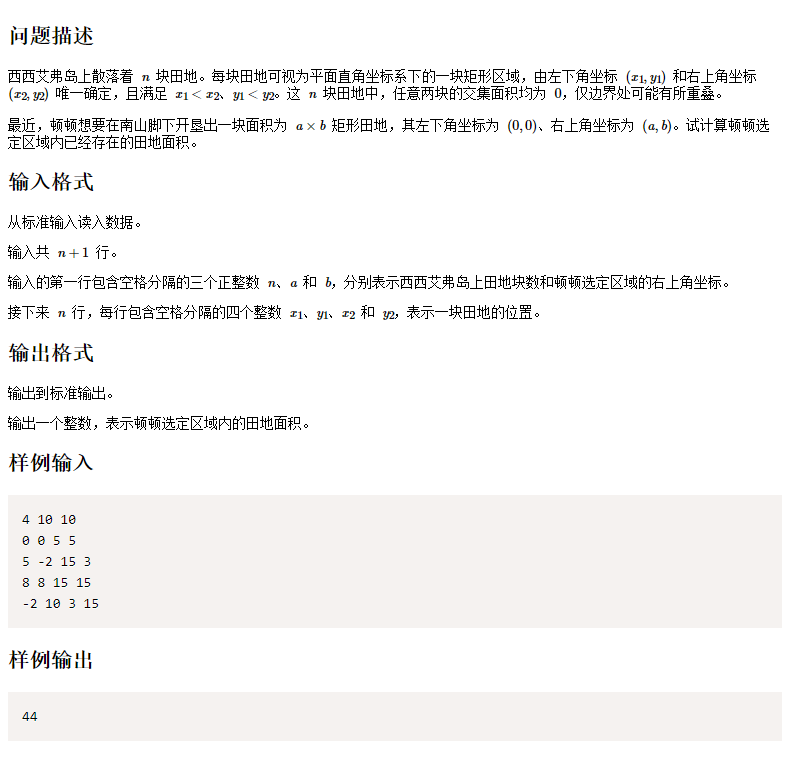 问题描述
西西艾弗岛上散落着 n 块田地。每块田地可视为平面直角坐标系下的一块矩形区域，由左下角坐标 (x1, y1) 和右上角坐标
(x2, y2) 唯一确定，且满足 x1 < x2、y1 < y2。这 n 块田地中，任意两块的交集面积均为 0，仅边界处可能有所重叠。
最近，顿顿想要在南山脚下开垦出一块面积为 a × b 矩形田地，其左下角坐标为 (0, 0)、右上角坐标为 (a, b)。试计算顿顿选
定区域内已经存在的田地面积。
输入格式
从标准输入读入数据。
输入共 n + 1 行。
输入的第一行包含空格分隔的三个正整数 n、a 和 b，分别表示西西艾弗岛上田地块数和顿顿选定区域的右上角坐标。
接下来 n 行，每行包含空格分隔的四个整数 x1、y1、x2 和 y2，表示一块田地的位置。
输出格式
输出到标准输出。
输出一个整数，表示顿顿选定区域内的田地面积。
样例输入
4 10 10
0 0 5 5
5 -2 15 3
8 8 15 15
-2 10 3 15
样例输出
44